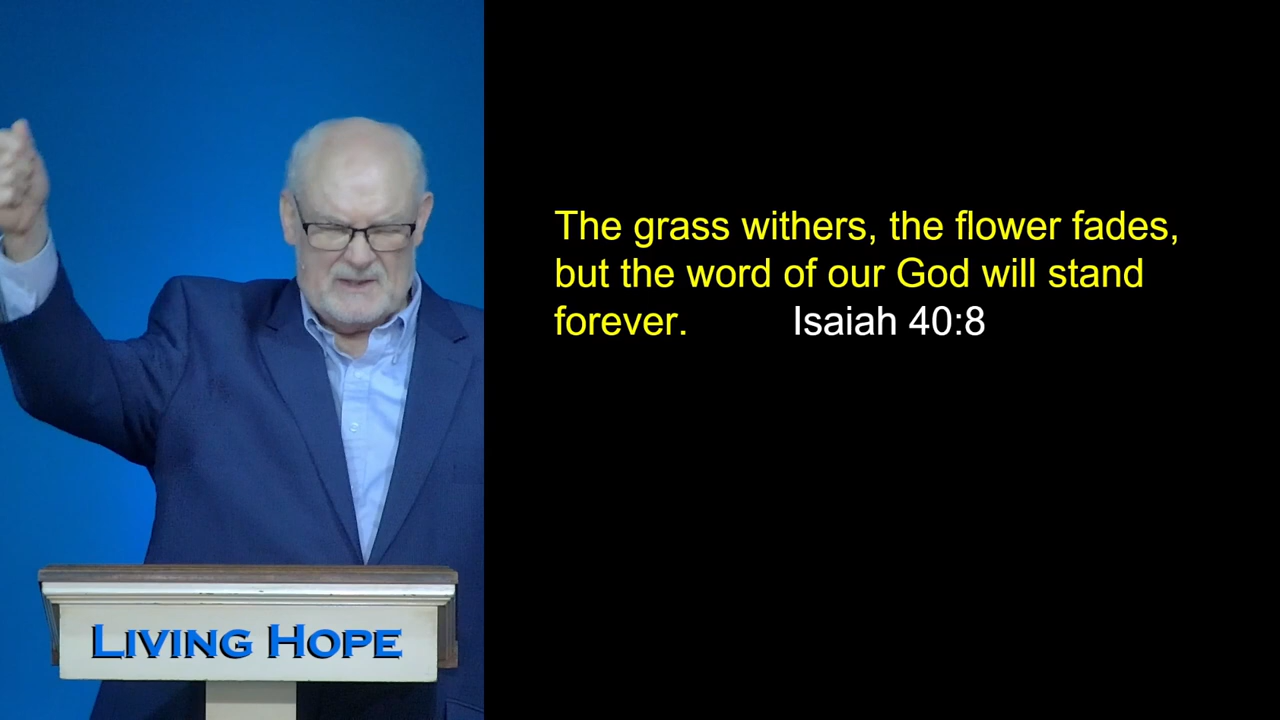 The grass withers, the flower fades,
but the word of our God will stand
forever. Isaiah 40:8
LIVING HOPE